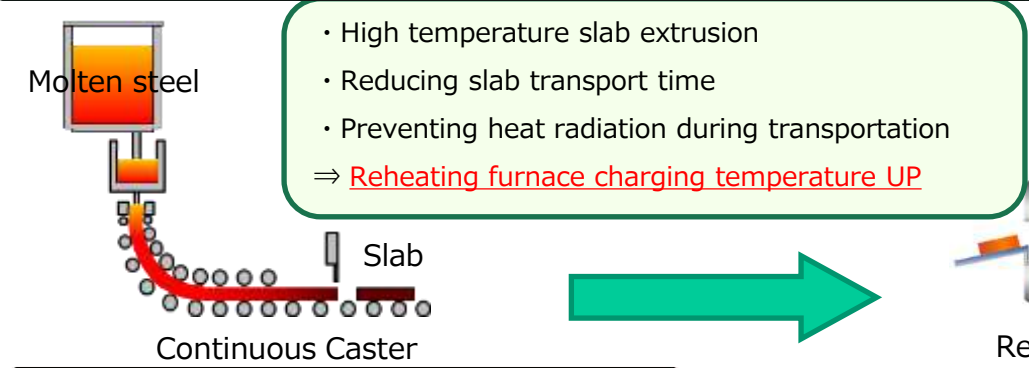 ・High temperature slab extrusion
・Reducing slab transport time
・Preventing heat radiation during transportation
⇒ Reheating furnace charging temperature UP
Molten steel
Slab
Continuous Caster